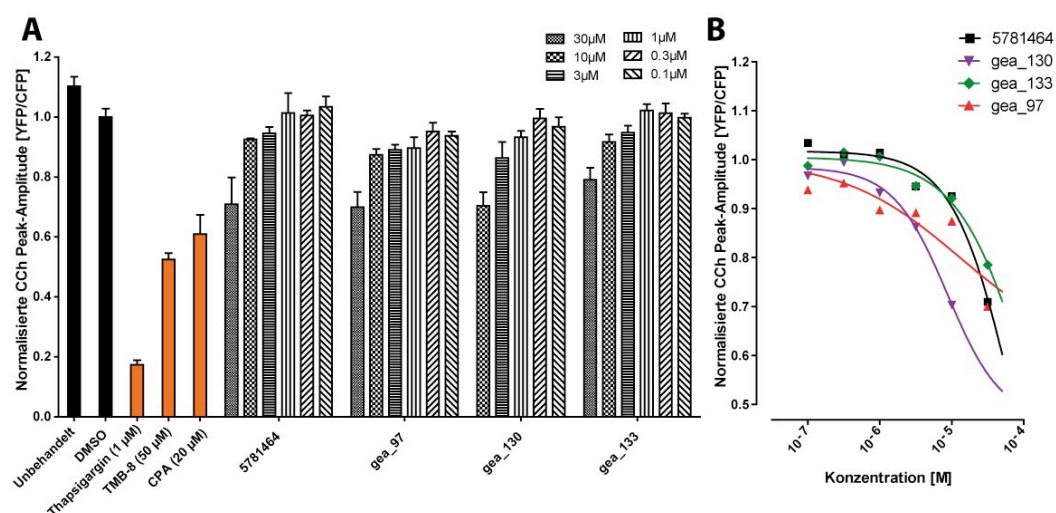 A
30µM
10µM
3µM
1µM
0.3µM
0.1µM
Normalisierte CCh Peak-Amplitude [YFP/CFP]
1.2
1.0
0.8
0.6
0.4
0.2
0.0
Unbehandelt
DMSO
Thapsigargin (1 µM)
TMB-8 (50 µM)
CPA (20 µM)
5781464
gea_97
gea_130
gea_133
B
5781464
gea_130
gea_133
gea_97
Normalisierte CCh Peak-Amplitude [YFP/CFP]
1.2
1.1
1.0
0.9
0.8
0.7
0.6
0.5
10-7
10-6
10-5
10-4
Konzentration [M]